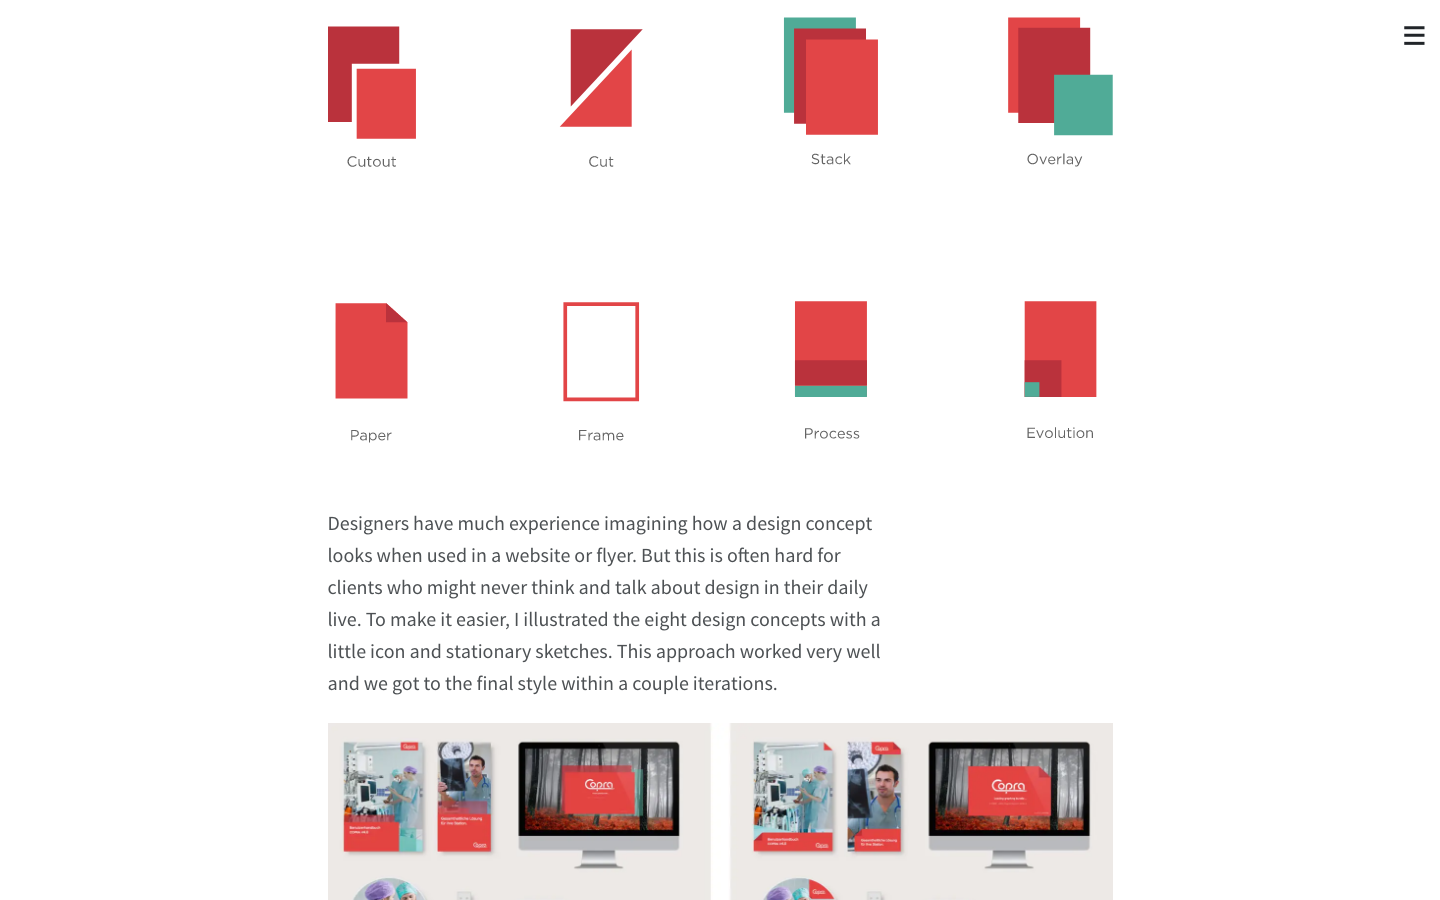 Cutout
Cut
Stack
Overlay
Paper
Frame
Process
Evolution
Designers have much experience imagining how a design concept
looks when used in a website or flyer. But this is often hard for
clients who might never think and talk about design in their daily
live. To make it easier, I illustrated the eight design concepts with a
little icon and stationary sketches. This approach worked very well
and we got to the final style within a couple iterations.
Copra
Copra